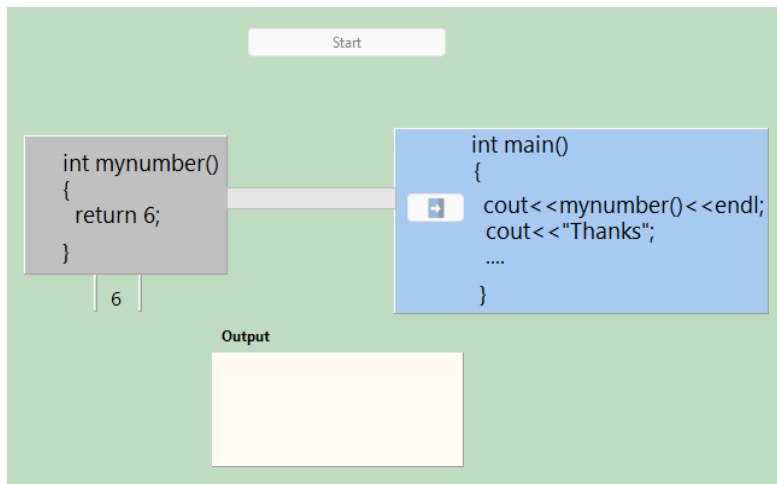 Start
int mynumber()
{
return 6;
}
6
int main()
{
cout<<mynumber()<<endl;
cout<<"Thanks";
....
}
Output